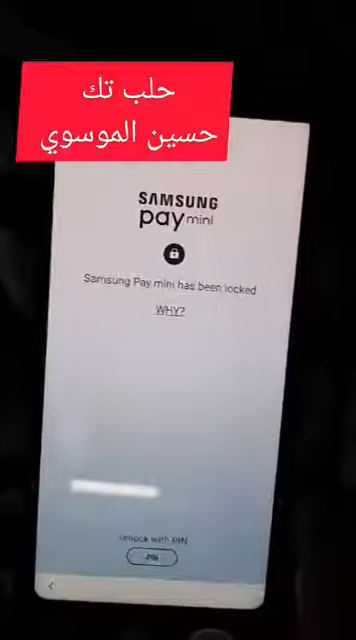 حلب تك
حسين الموسوي
SAMSUNG
pay mini
Samsung Pay mini has been locked
WHY?
Unlock with PIN
PIN